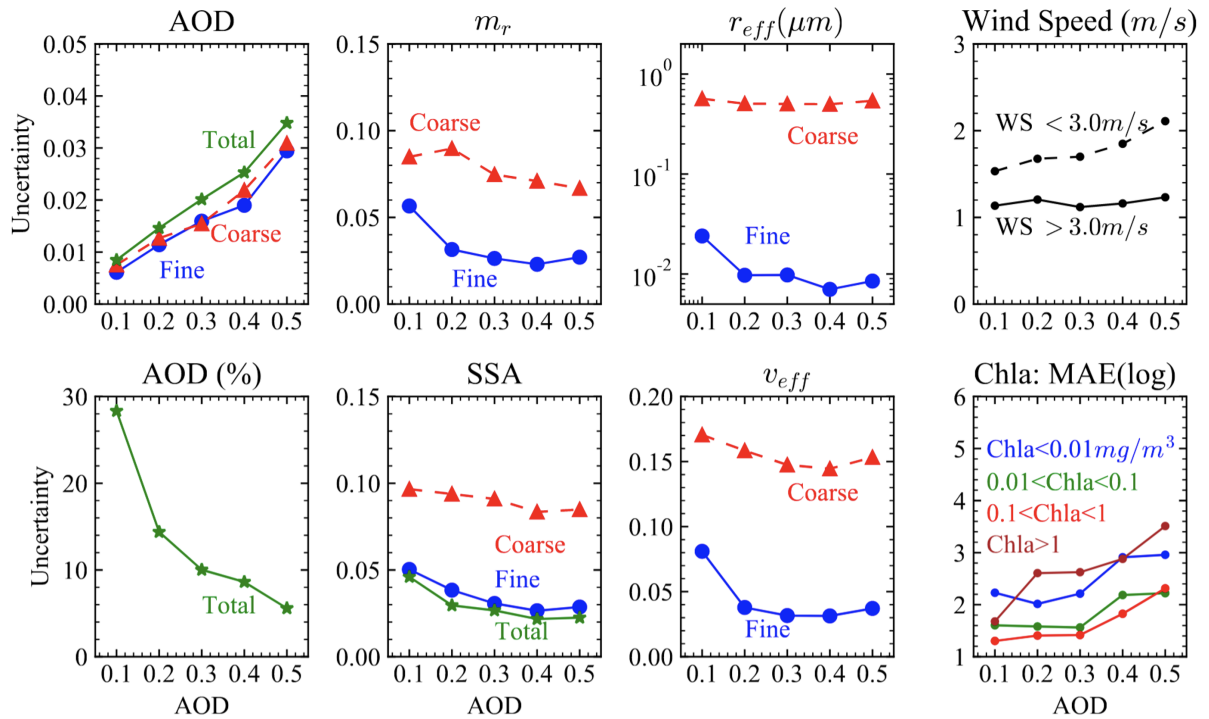 AOD
Uncertainty
0.05
0.04
0.03
0.02
0.01
0.00
Total
Coarse
Fine
0.1 0.2 0.3 0.4 0.5
m_r
0.15
0.10
0.05
0.00
Coarse
Fine
0.1 0.2 0.3 0.4 0.5
r_{eff}(μm)
10^0
10^{-1}
10^{-2}
Coarse
Fine
0.1 0.2 0.3 0.4 0.5
Wind Speed (m/s)
3
2
1
0
WS < 3.0m/s
WS > 3.0m/s
0.1 0.2 0.3 0.4 0.5
AOD (%)
Uncertainty
30
20
10
0
Total
0.1 0.2 0.3 0.4 0.5
AOD
SSA
0.15
0.10
0.05
0.00
Coarse
Fine
Total
0.1 0.2 0.3 0.4 0.5
AOD
v_{eff}
0.20
0.15
0.10
0.05
0.00
Coarse
Fine
0.1 0.2 0.3 0.4 0.5
AOD
Chla: MAE(log)
6
5
4
3
2
1
Chla<0.01mg/m^3
0.01<Chla<0.1
0.1<Chla<1
Chla>1
0.1 0.2 0.3 0.4 0.5
AOD